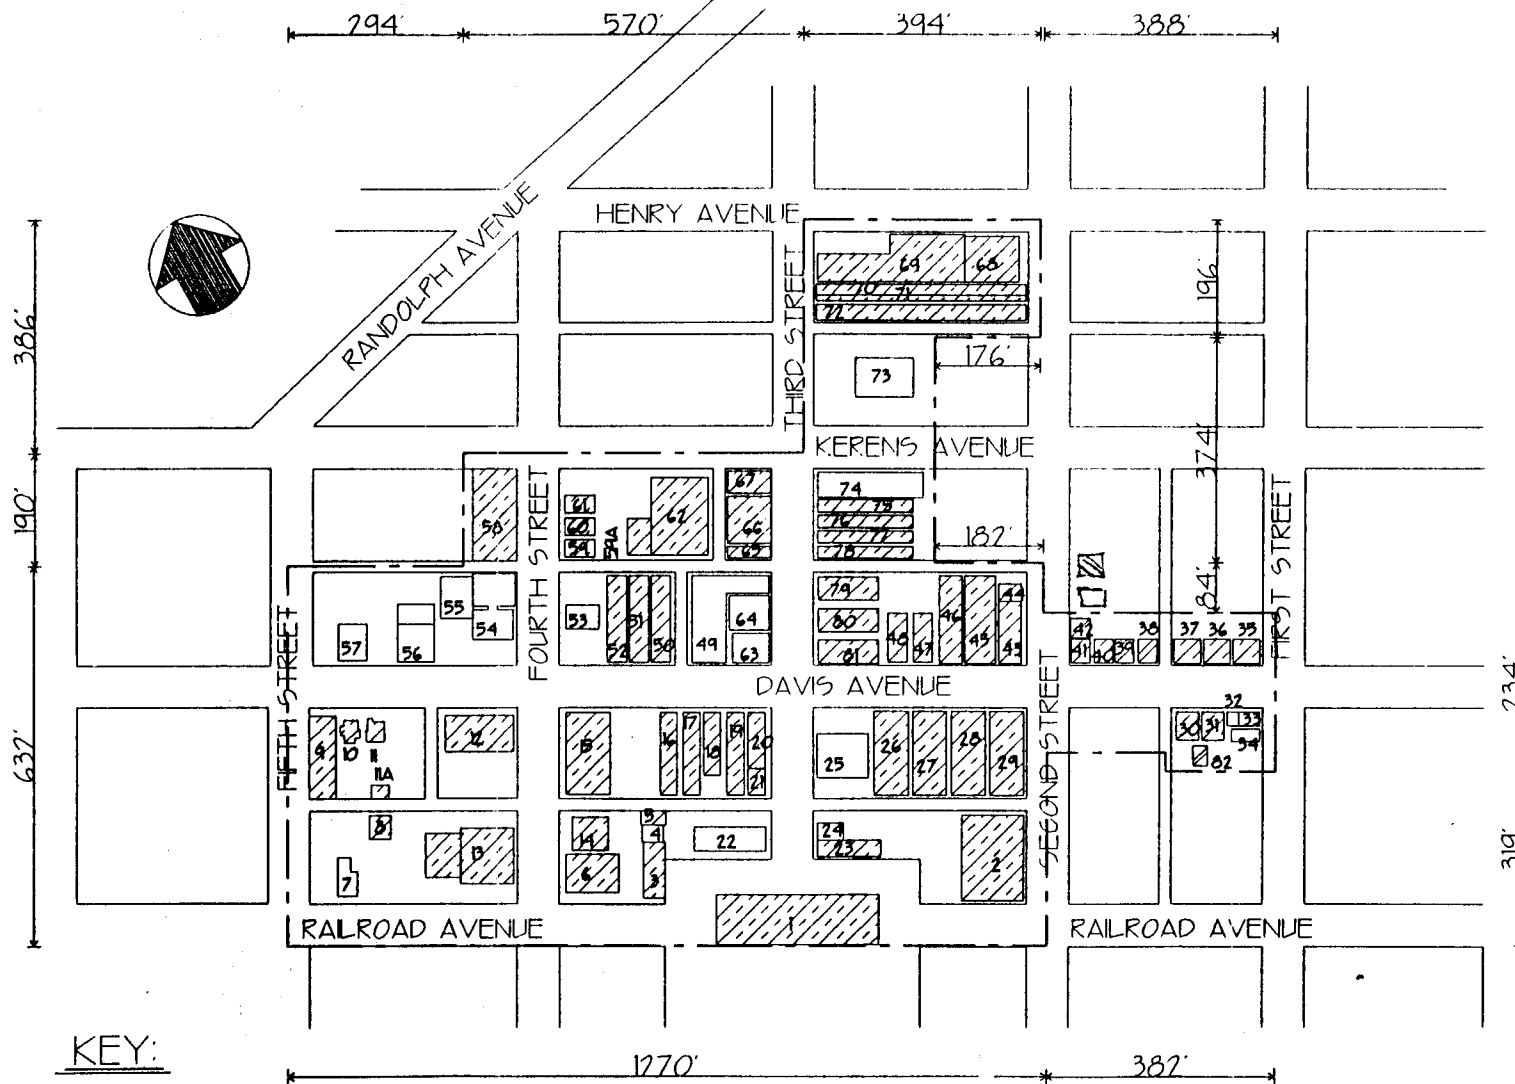 294' 570' 394' 388'
HENRY AVENUE
RANDOLPH AVENUE
THIRD STREET
69 68
70 71
72
196'
386'
176'
73
KERENS AVENUE
374'
190'
58
FOURTH STREET
61
60
59
59A
62
67
66
65
74
75
76
77
78
182'
84'
FIRST STREET
FIFTH STREET
57 56 55 54
53 52 51 50 49 64 63
79
80
81
48 47 46 45 44 43
42 41 40 39 38 37 36 35
DAVIS AVENUE
SECOND STREET
234'
632'
9 10 11 11A 12
15 16 17 18 19 20 21
25 26 27 28 29
30 31 32 33 34
82
8 13 7
14 6 5 4 3 22
24
23
2
319'
1
RAILROAD AVENUE RAILROAD AVENUE
KEY:
1270' 382'